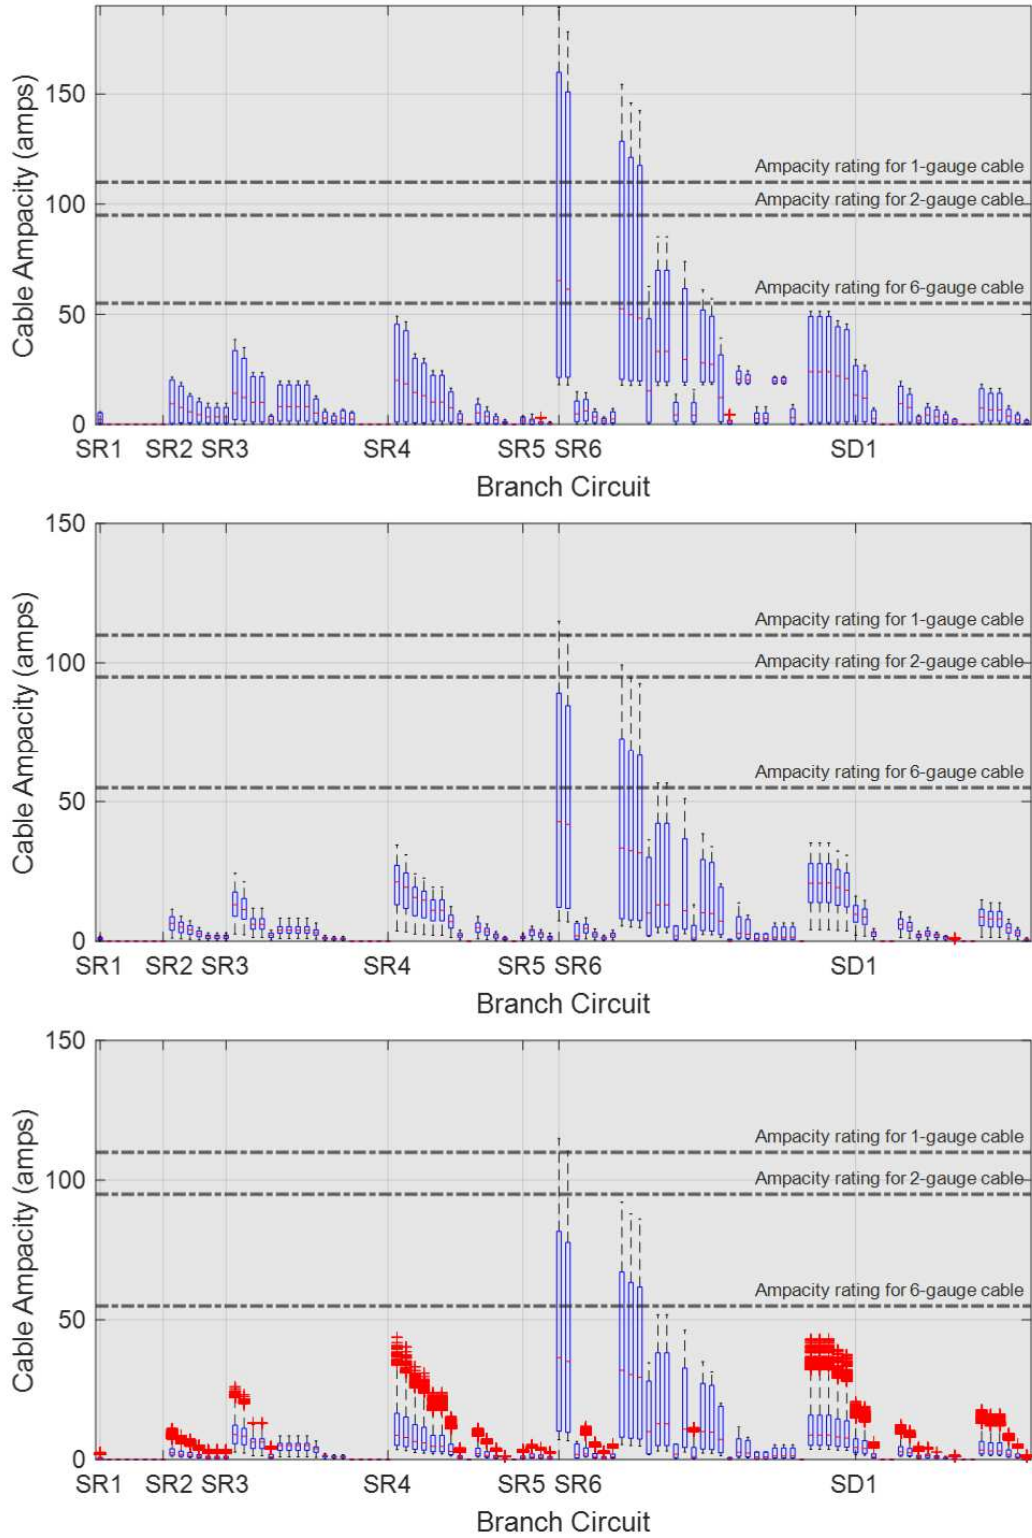 150
Ampacity rating for 1-gauge cable
100
Ampacity rating for 2-gauge cable
Ampacity rating for 6-gauge cable
50
0
Cable Ampacity (amps)
SR1 SR2 SR3 SR4 SR5 SR6 SD1
Branch Circuit
150
Ampacity rating for 1-gauge cable
100
Ampacity rating for 2-gauge cable
Ampacity rating for 6-gauge cable
50
0
Cable Ampacity (amps)
SR1 SR2 SR3 SR4 SR5 SR6 SD1
Branch Circuit
150
Ampacity rating for 1-gauge cable
100
Ampacity rating for 2-gauge cable
Ampacity rating for 6-gauge cable
50
0
Cable Ampacity (amps)
SR1 SR2 SR3 SR4 SR5 SR6 SD1
Branch Circuit